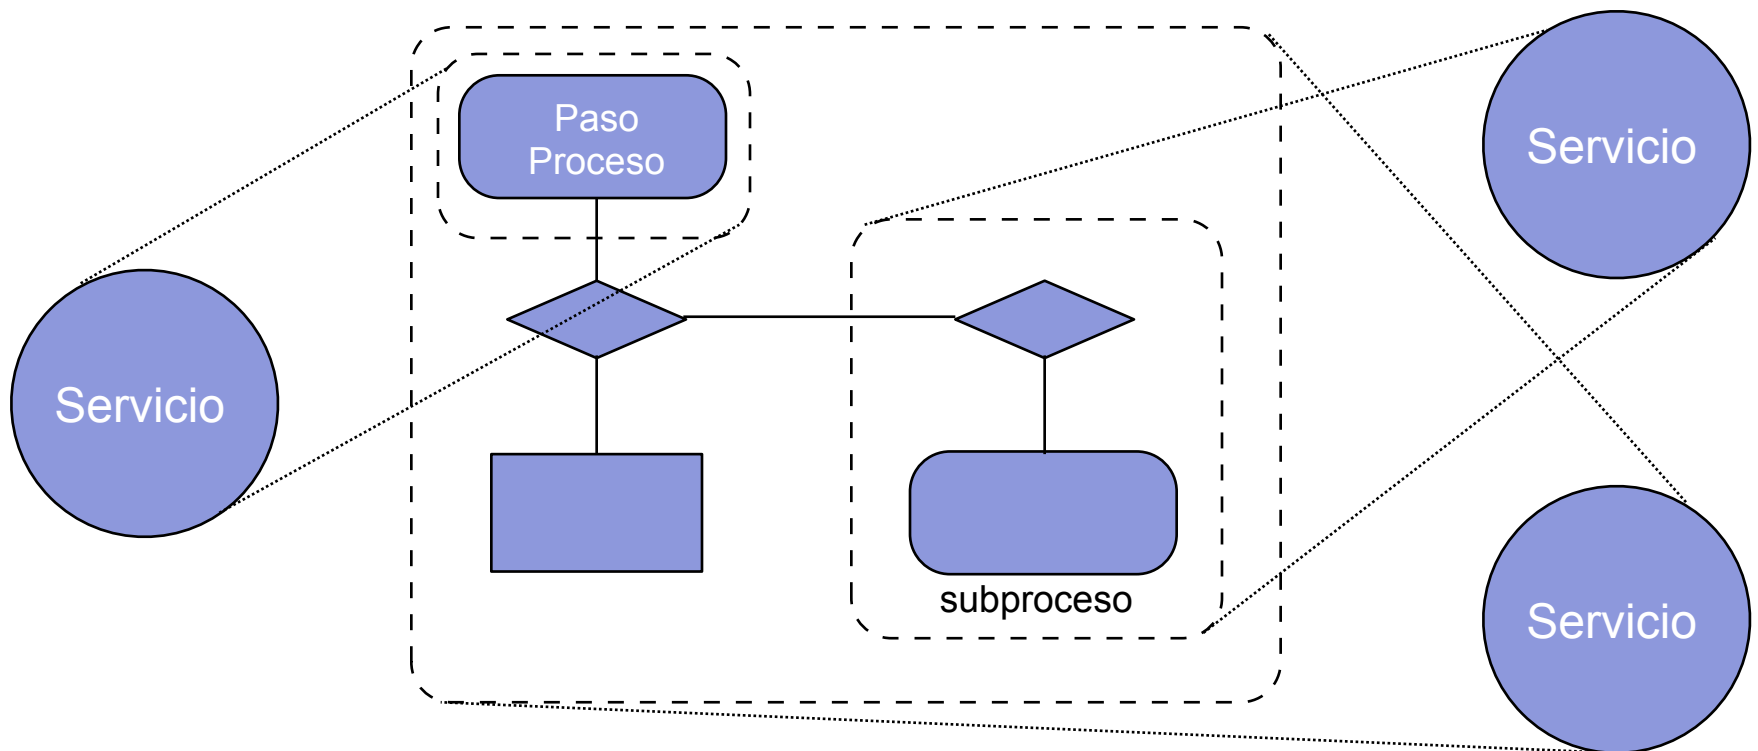 Paso
Proceso
Servicio
Servicio
subproceso
Servicio